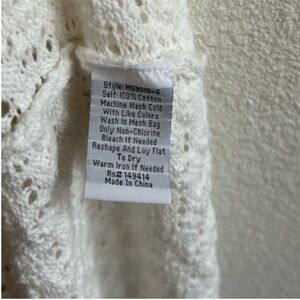 Style: M59019-4
Self: 100% Cotton
Machine Wash Cold
With Like Colors
Wash In Mesh Bag
Only Non-Chlorine
Bleach If Needed
Reshape And Lay Flat
To Dry
Warm Iron If Needed
Rn# 149414
Made In China